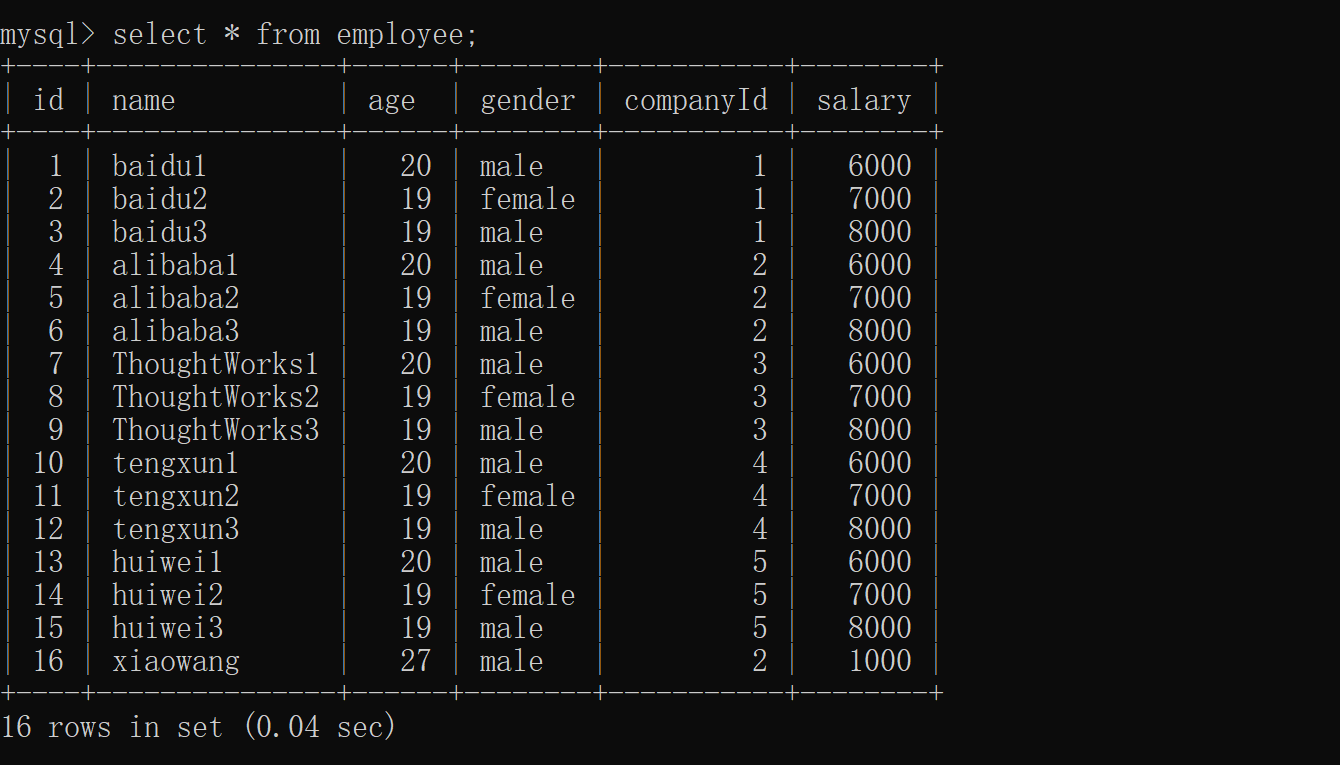 mysql> select * from employee;
+----+---------------+------+--------+-----------+--------+
| id | name          | age  | gender | companyId | salary |
+----+---------------+------+--------+-----------+--------+
|  1 | baidu1        |   20 | male   |         1 |   6000 |
|  2 | baidu2        |   19 | female |         1 |   7000 |
|  3 | baidu3        |   19 | male   |         1 |   8000 |
|  4 | alibaba1      |   20 | male   |         2 |   6000 |
|  5 | alibaba2      |   19 | female |         2 |   7000 |
|  6 | alibaba3      |   19 | male   |         2 |   8000 |
|  7 | ThoughtWorks1 |   20 | male   |         3 |   6000 |
|  8 | ThoughtWorks2 |   19 | female |         3 |   7000 |
|  9 | ThoughtWorks3 |   19 | male   |         3 |   8000 |
| 10 | tengxun1      |   20 | male   |         4 |   6000 |
| 11 | tengxun2      |   19 | female |         4 |   7000 |
| 12 | tengxun3      |   19 | male   |         4 |   8000 |
| 13 | huiwei1       |   20 | male   |         5 |   6000 |
| 14 | huiwei2       |   19 | female |         5 |   7000 |
| 15 | huiwei3       |   19 | male   |         5 |   8000 |
| 16 | xiaowang      |   27 | male   |         2 |   1000 |
+----+---------------+------+--------+-----------+--------+
16 rows in set (0.04 sec)